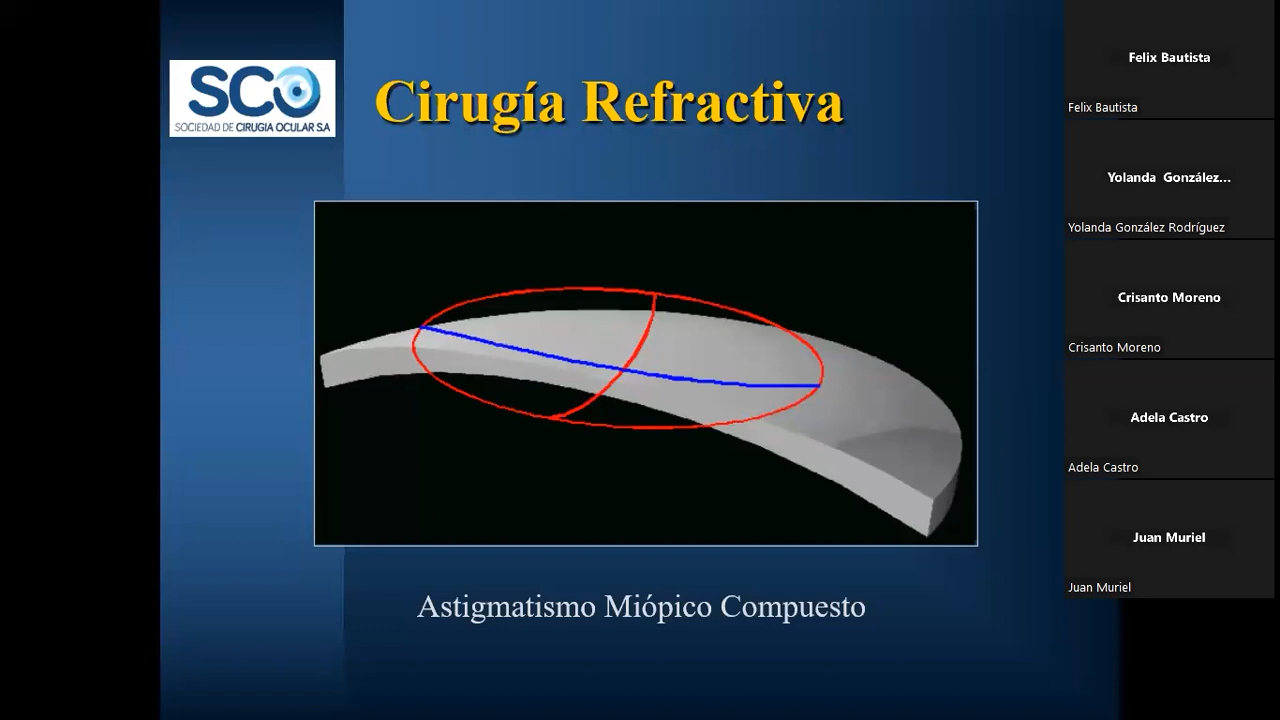 SCO
SOCIEDAD DE CIRUGIA OCULAR S.A
Cirugía Refractiva
Astigmatismo Miópico Compuesto
Felix Bautista
Felix Bautista
Yolanda González...
Yolanda González Rodríguez
Crisanto Moreno
Crisanto Moreno
Adela Castro
Adela Castro
Juan Muriel
Juan Muriel